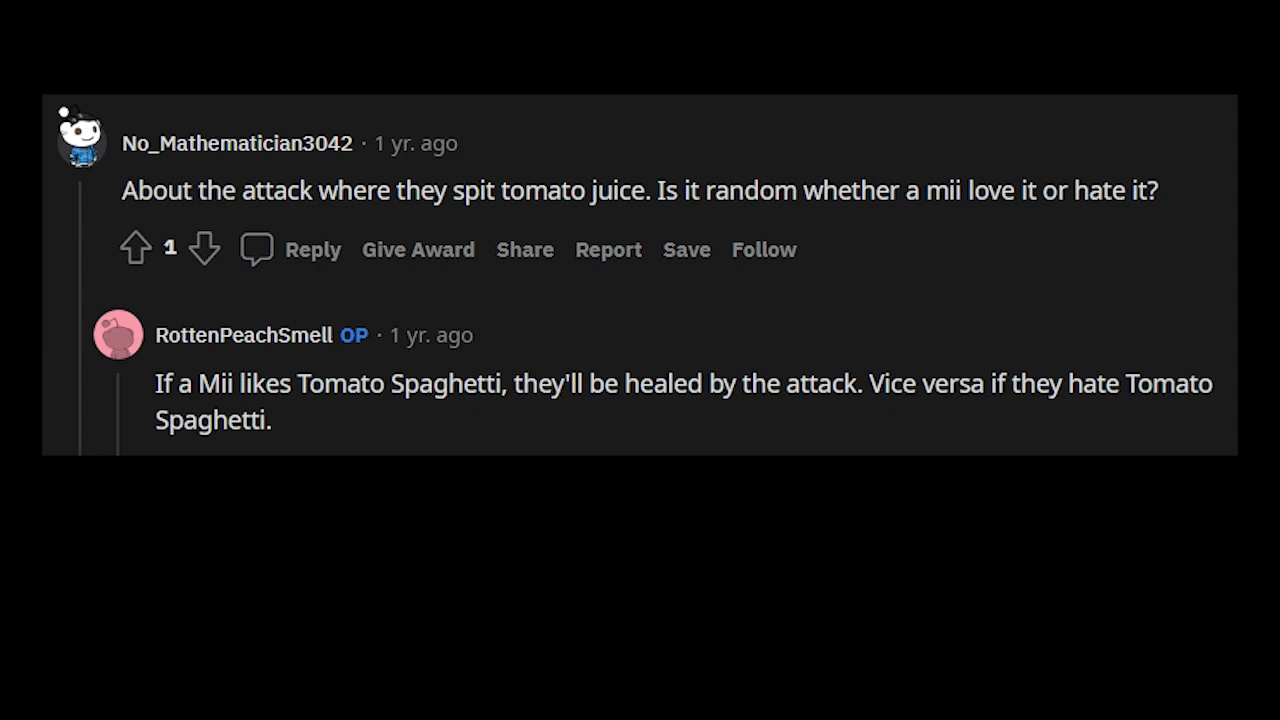 No_Mathematician3042 · 1 yr. ago
About the attack where they spit tomato juice. Is it random whether a mii love it or hate it?
1 Reply Give Award Share Report Save Follow
RottenPeachSmell OP · 1 yr. ago
If a Mii likes Tomato Spaghetti, they'll be healed by the attack. Vice versa if they hate Tomato
Spaghetti.